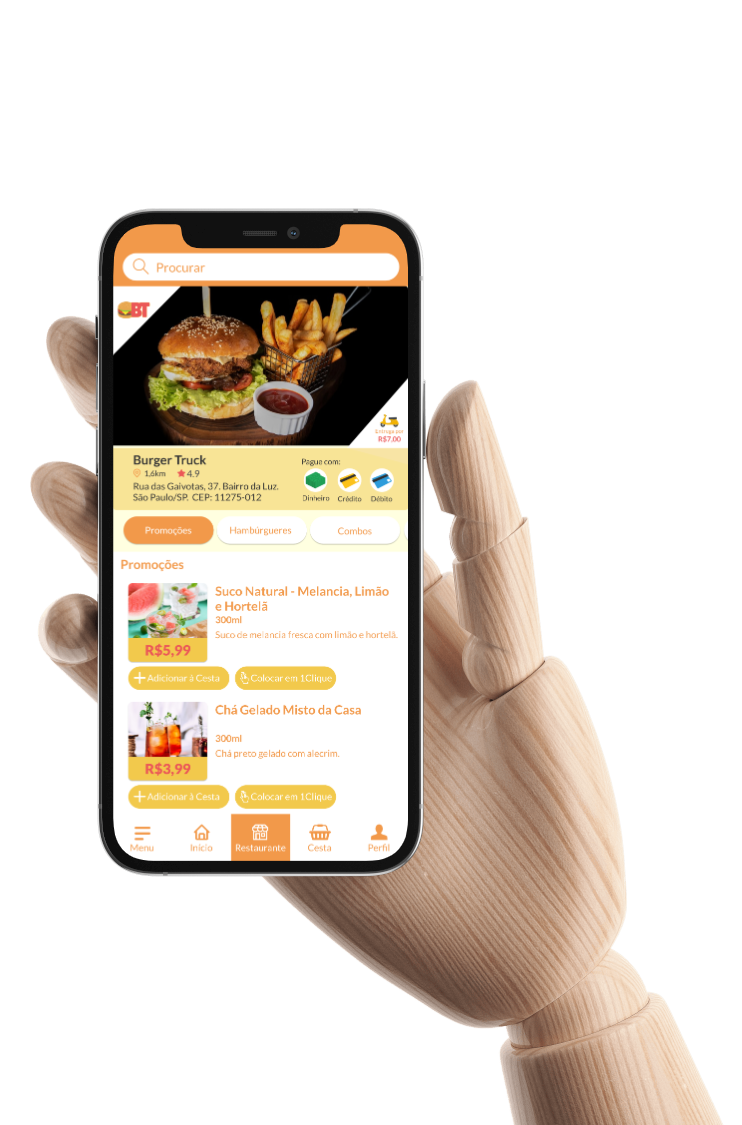 Procurar
BT
Entrega por
R$7.00
Burger Truck
1,6km 4.9
Rua das Gaivotas, 37. Bairro da Luz.
São Paulo/SP. CEP: 11275-012
Pague com:
Dinheiro Crédito Débito
Promoções Hambúrgueres Combos
Promoções
Suco Natural - Melancia, Limão
e Hortelã
300ml
Suco de melancia fresca com limão e hortelã.
R$5,99
Adicionar à Cesta Colocar em 1Clique
Chá Gelado Misto da Casa
300ml
Chá preto gelado com alecrim.
R$3,99
Adicionar à Cesta Colocar em 1Clique
Menu Início Restaurante Cesta Perfil